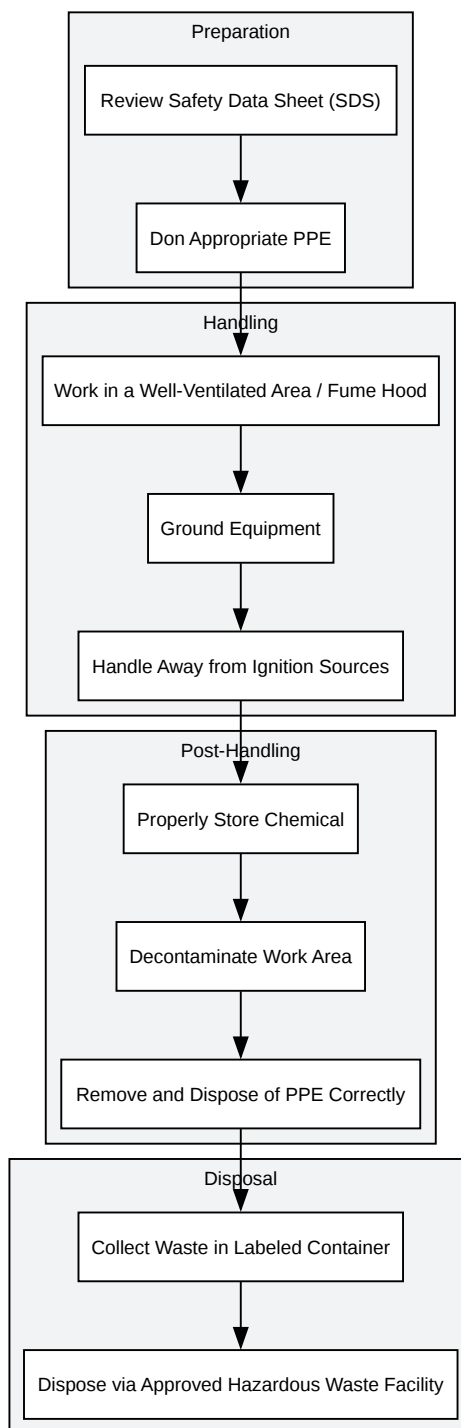 Preparation
Review Safety Data Sheet (SDS)
Don Appropriate PPE
Handling
Work in a Well-Ventilated Area / Fume Hood
Ground Equipment
Handle Away from Ignition Sources
Post-Handling
Properly Store Chemical
Decontaminate Work Area
Remove and Dispose of PPE Correctly
Disposal
Collect Waste in Labeled Container
Dispose via Approved Hazardous Waste Facility